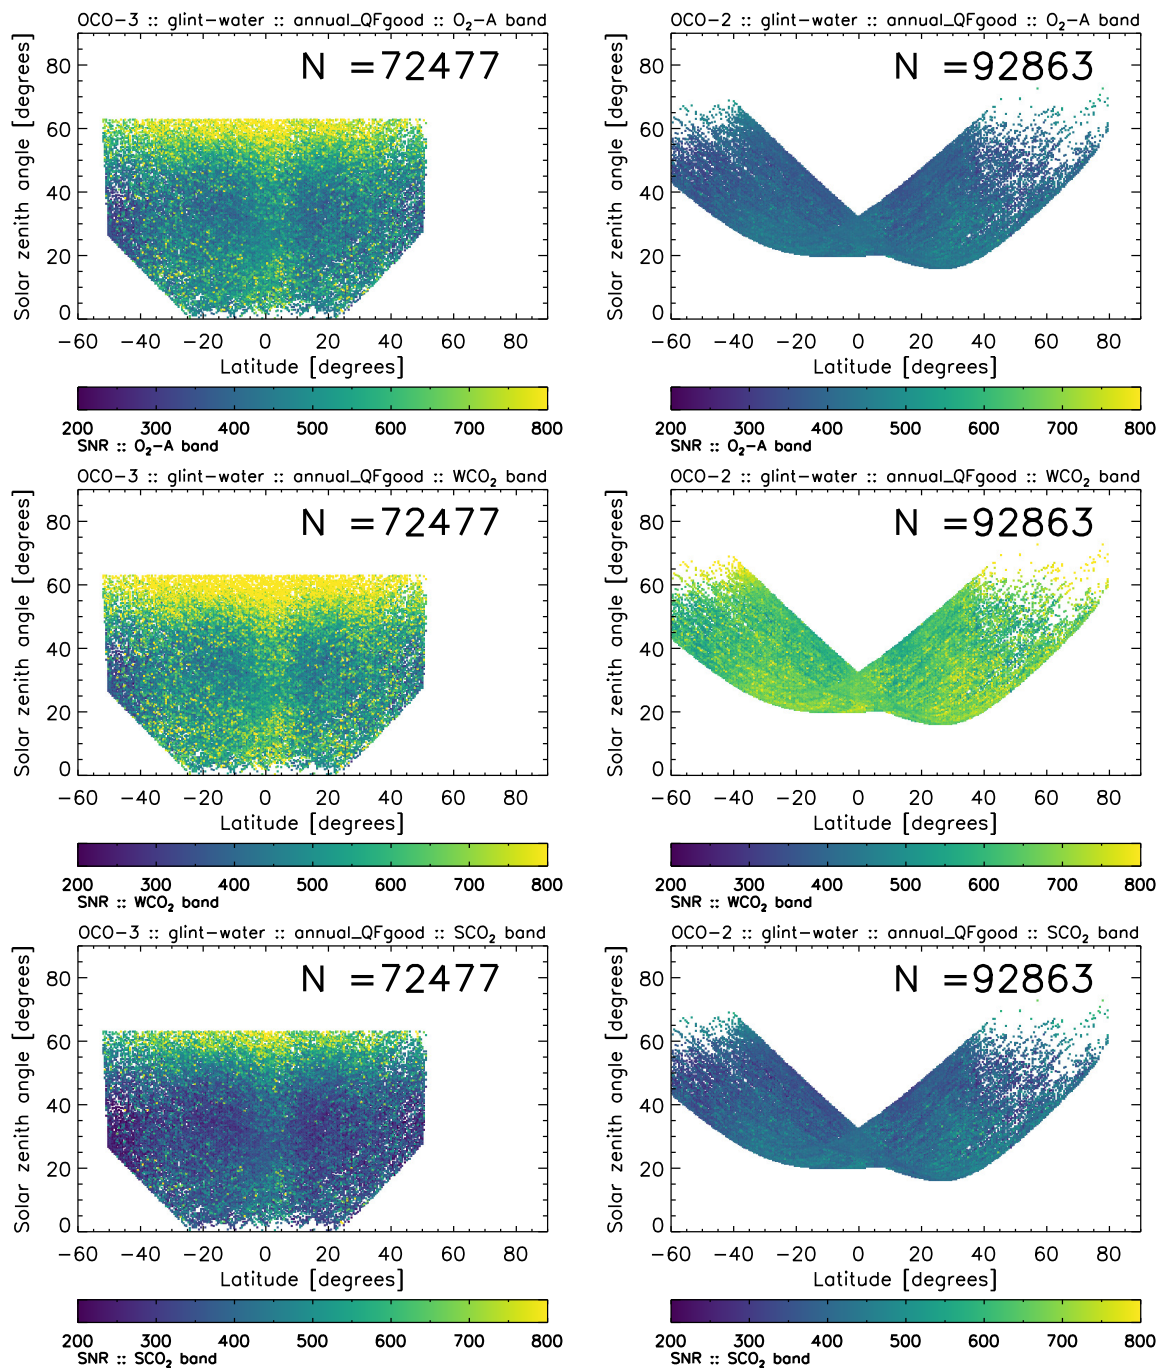 OCO-3 :: glint-water :: annual_QFgood :: O₂-A band
N =72477
Solar zenith angle [degrees]
80
60
40
20
0
-60 -40 -20 0 20 40 60 80
Latitude [degrees]
200 300 400 500 600 700 800
SNR :: O₂-A band
OCO-2 :: glint-water :: annual_QFgood :: O₂-A band
N =92863
Solar zenith angle [degrees]
80
60
40
20
0
-60 -40 -20 0 20 40 60 80
Latitude [degrees]
200 300 400 500 600 700 800
SNR :: O₂-A band
OCO-3 :: glint-water :: annual_QFgood :: WCO₂ band
N =72477
Solar zenith angle [degrees]
80
60
40
20
0
-60 -40 -20 0 20 40 60 80
Latitude [degrees]
200 300 400 500 600 700 800
SNR :: WCO₂ band
OCO-2 :: glint-water :: annual_QFgood :: WCO₂ band
N =92863
Solar zenith angle [degrees]
80
60
40
20
0
-60 -40 -20 0 20 40 60 80
Latitude [degrees]
200 300 400 500 600 700 800
SNR :: WCO₂ band
OCO-3 :: glint-water :: annual_QFgood :: SCO₂ band
N =72477
Solar zenith angle [degrees]
80
60
40
20
0
-60 -40 -20 0 20 40 60 80
Latitude [degrees]
200 300 400 500 600 700 800
SNR :: SCO₂ band
OCO-2 :: glint-water :: annual_QFgood :: SCO₂ band
N =92863
Solar zenith angle [degrees]
80
60
40
20
0
-60 -40 -20 0 20 40 60 80
Latitude [degrees]
200 300 400 500 600 700 800
SNR :: SCO₂ band